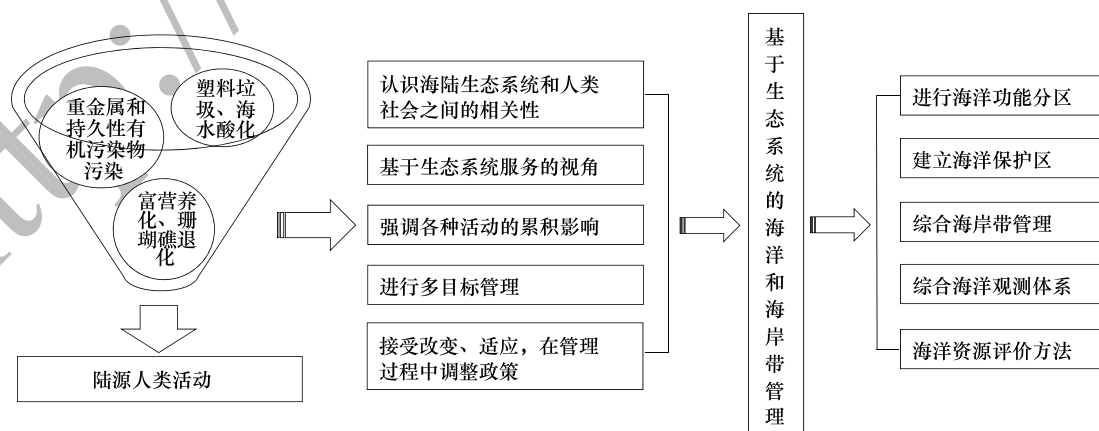 重金属和
持久性有
机污染物
污染
塑料垃
圾、海
水酸化
富营养
化、珊
瑚礁退
化
陆源人类活动
认识海陆生态系统和人类
社会之间的相关性
基于生态系统服务的视角
强调各种活动的累积影响
进行多目标管理
接受改变、适应，在管理
过程中调整政策
基于生态系统的海洋和海岸带管理
进行海洋功能分区
建立海洋保护区
综合海岸带管理
综合海洋观测体系
海洋资源评价方法
http://